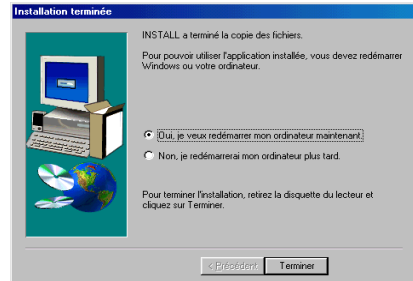 Installation terminée
INSTALL a terminé la copie des fichiers.
Pour pouvoir utiliser l'application installée, vous devez redémarrer
Windows ou votre ordinateur.
Oui, je veux redémarrer mon ordinateur maintenant.
Non, je redémarrerai mon ordinateur plus tard.
Pour terminer l'installation, retirez la disquette du lecteur et
cliquez sur Terminer.
< Précédent Terminer